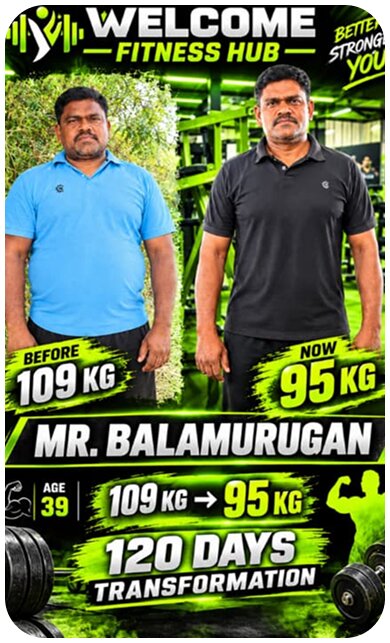 WELCOME
FITNESS HUB
BETTER
STRONGER
YOU
BEFORE
109 KG
NOW
95 KG
MR. BALAMURUGAN
AGE
39
109 KG → 95 KG
120 DAYS
TRANSFORMATION